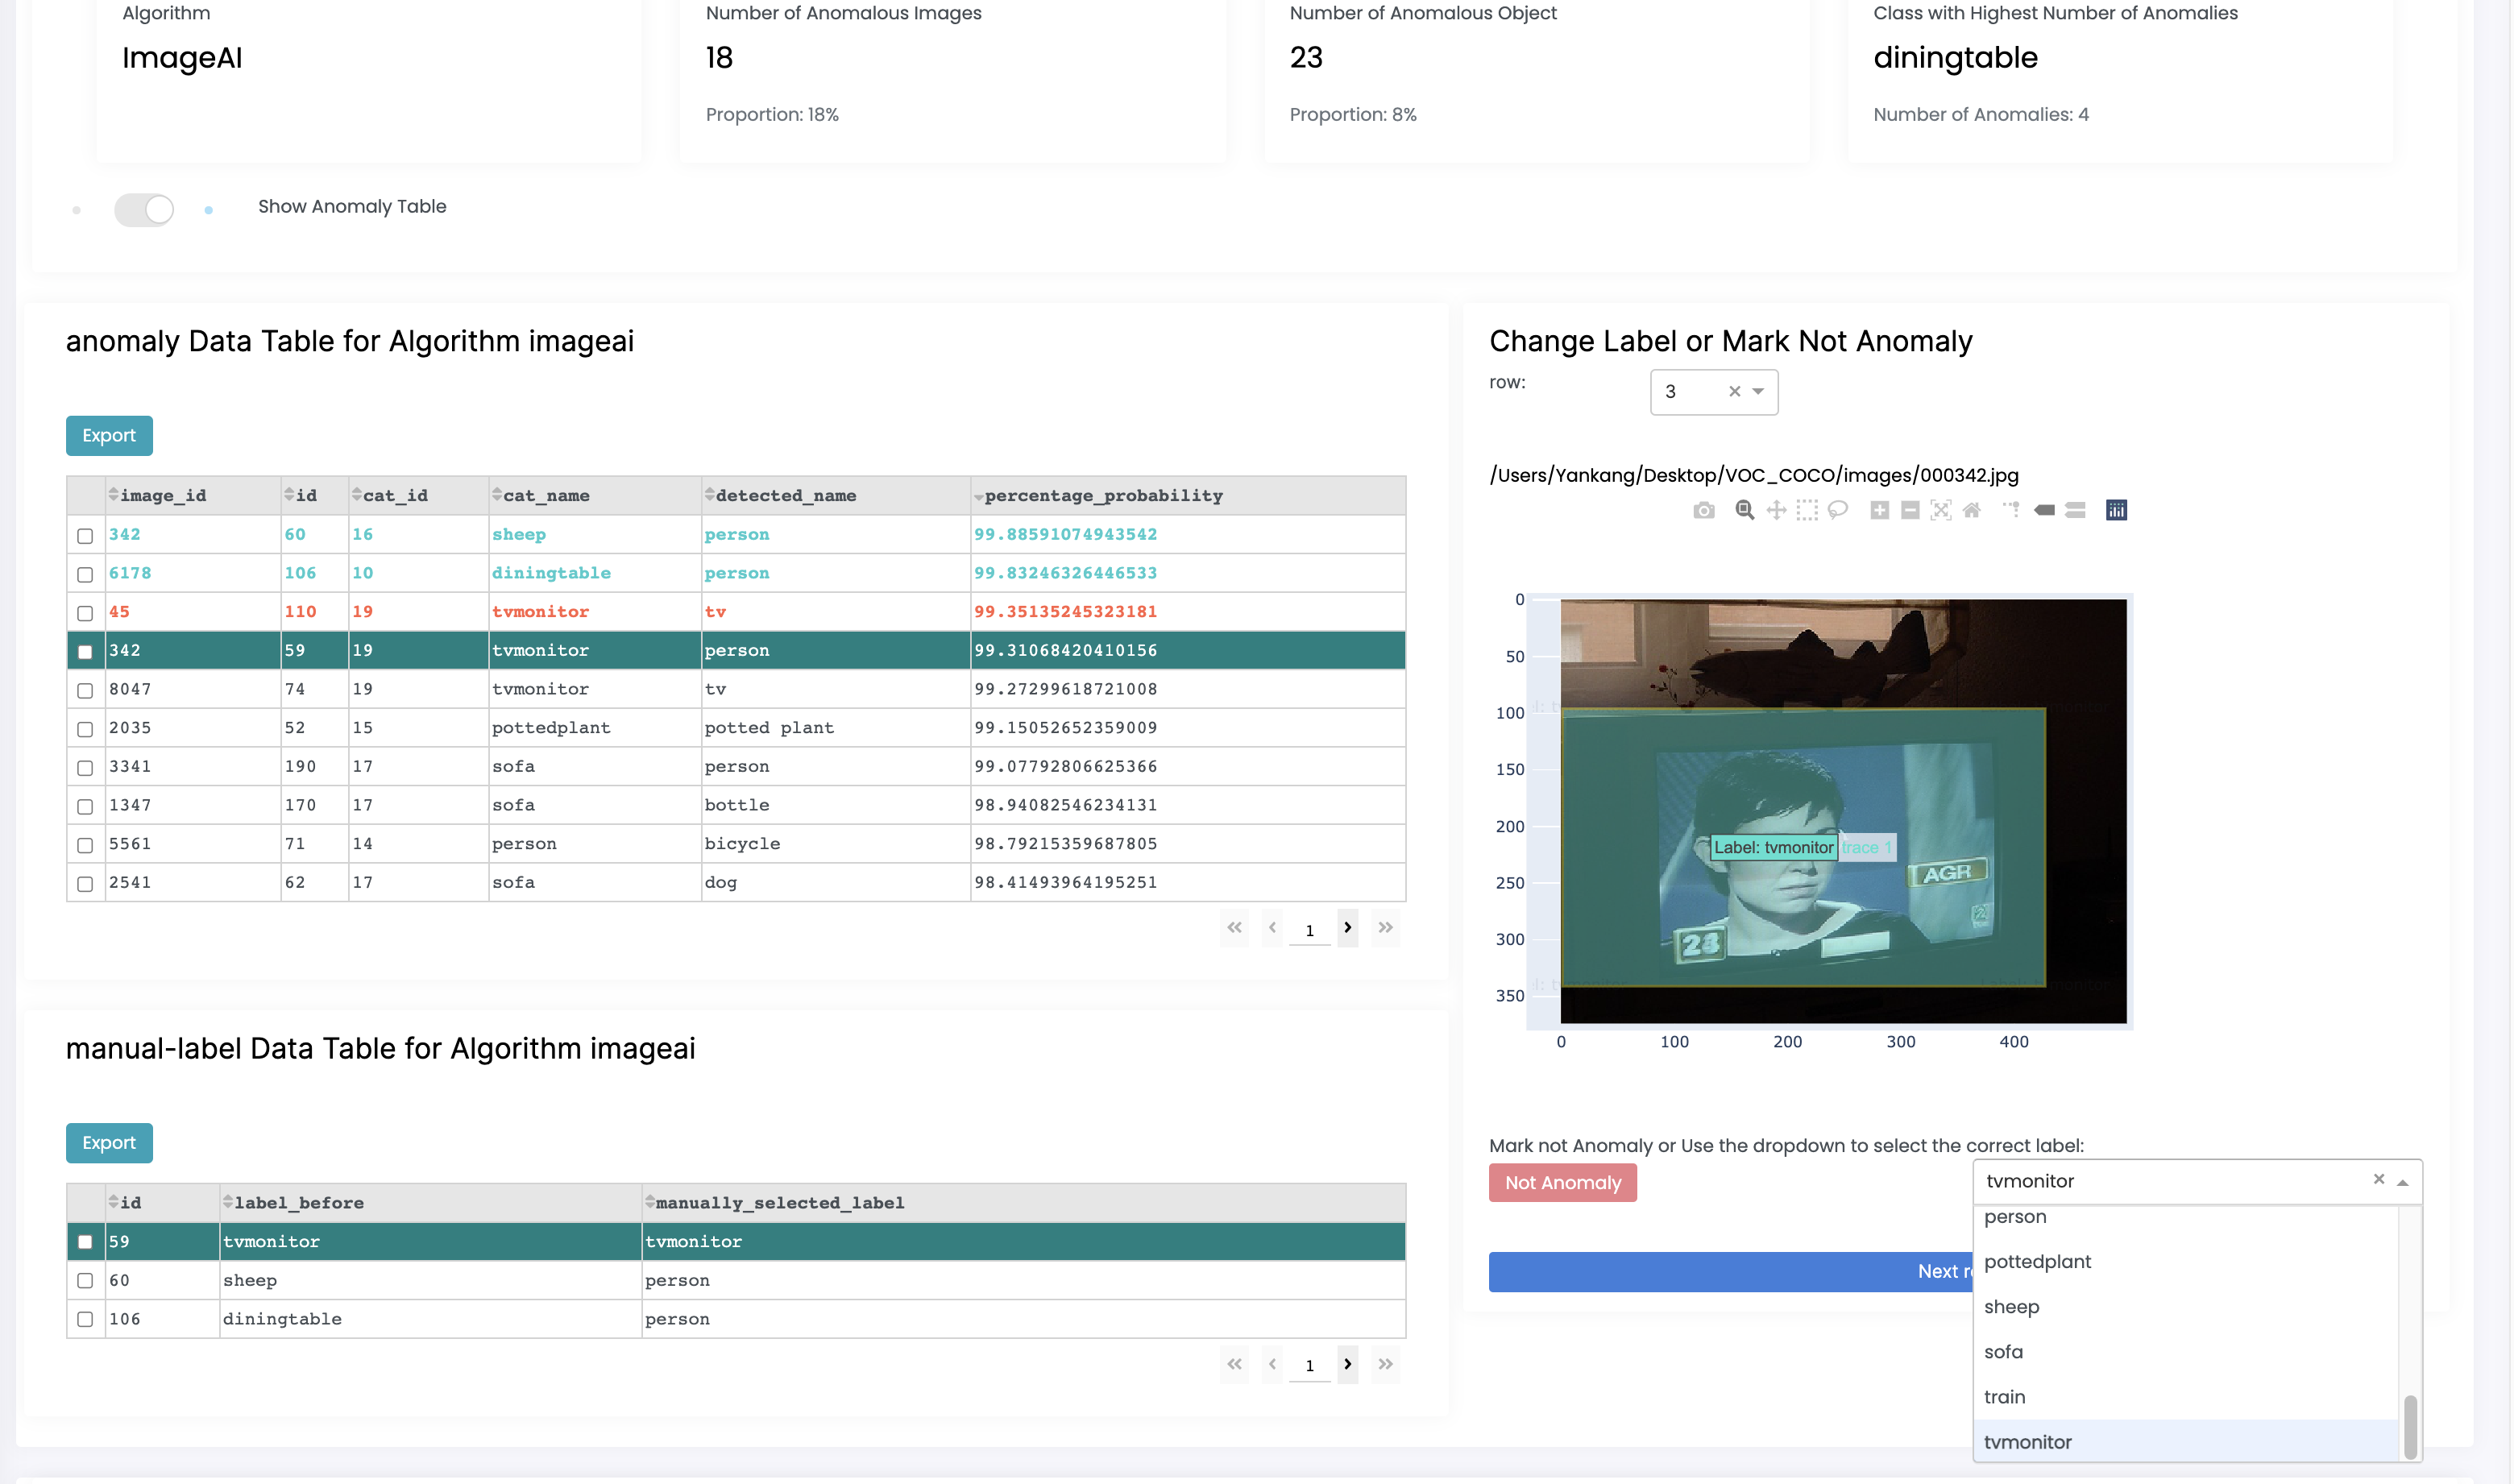 Algorithm
ImageAI
Number of Anomalous Images
18
Proportion: 18%
Number of Anomalous Object
23
Proportion: 8%
Class with Highest Number of Anomalies
diningtable
Number of Anomalies: 4
Show Anomaly Table
anomaly Data Table for Algorithm imageai
Export
image_id id cat_id cat_name detected_name percentage_probability
342 60 16 sheep person 99.88591074943542
6178 106 10 diningtable person 99.83246326446533
45 110 19 tvmonitor tv 99.35135245323181
342 59 19 tvmonitor person 99.31068420410156
8047 74 19 tvmonitor tv 99.27299618721008
2035 52 15 pottedplant potted plant 99.15052652359009
3341 190 17 sofa person 99.07792806625366
1347 170 17 sofa bottle 98.94082546234131
5561 71 14 person bicycle 98.79215359687805
2541 62 17 sofa dog 98.41493964195251
1
manual-label Data Table for Algorithm imageai
Export
id label_before manually_selected_label
59 tvmonitor tvmonitor
60 sheep person
106 diningtable person
1
Change Label or Mark Not Anomaly
row:
3
/Users/Yankang/Desktop/VOC_COCO/images/000342.jpg
0
50
100
150
200
250
300
350
Label: tvmonitor trace 1
AGR
23
0 100 200 300 400
Mark not Anomaly or Use the dropdown to select the correct label:
Not Anomaly
tvmonitor
Next
person
pottedplant
sheep
sofa
train
tvmonitor